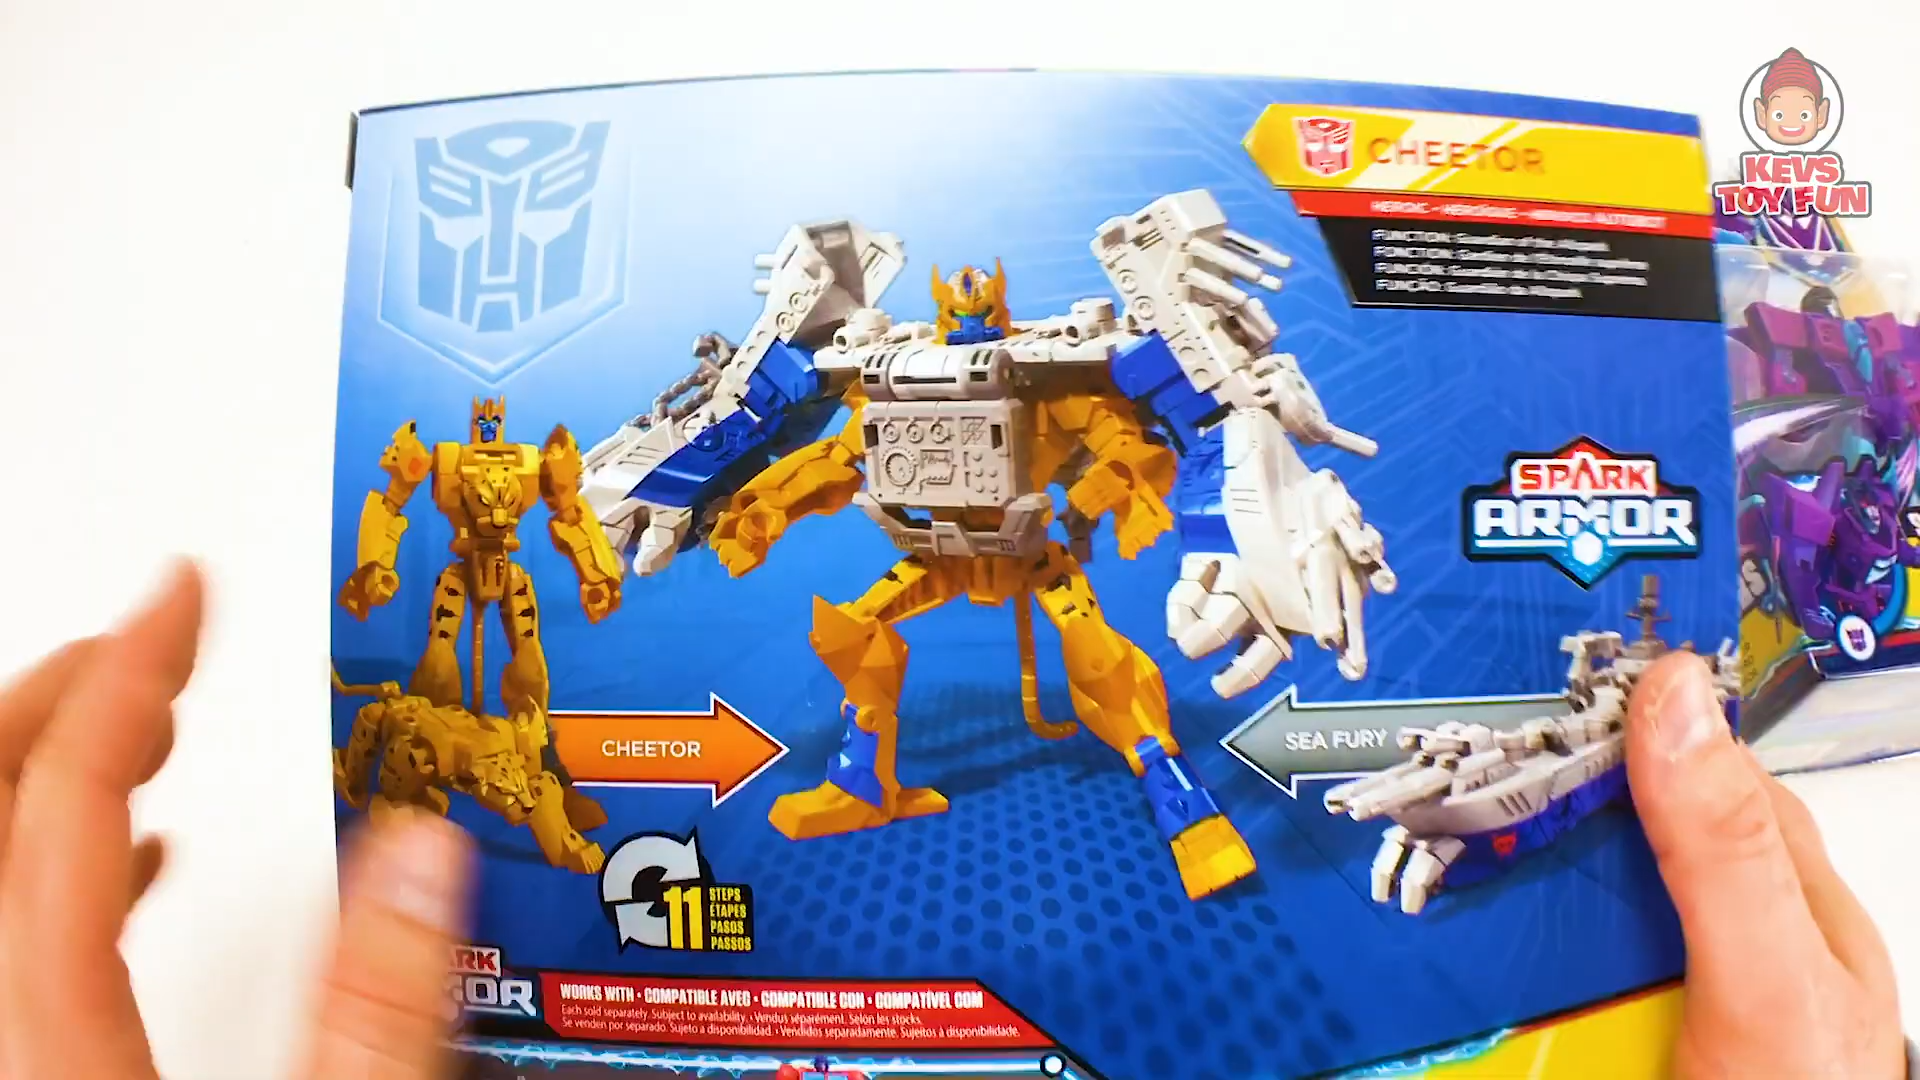 KEVS
TOY FUN
CHEETOR
FUNCTION:
SPARK
ARMOR
CHEETOR
SEA FURY
11
STEPS
ÉTAPES
PASOS
PASSOS
WORKS WITH • COMPATIBLE AVEC • COMPATIBLE CON • COMPATÍVEL COM
Each sold separately. Subject to availability. • Vendus séparément. Selon les stocks.
Se venden por separado. Sujeto a disponibilidad. • Vendidos separadamente. Sujeitos à disponibilidade.